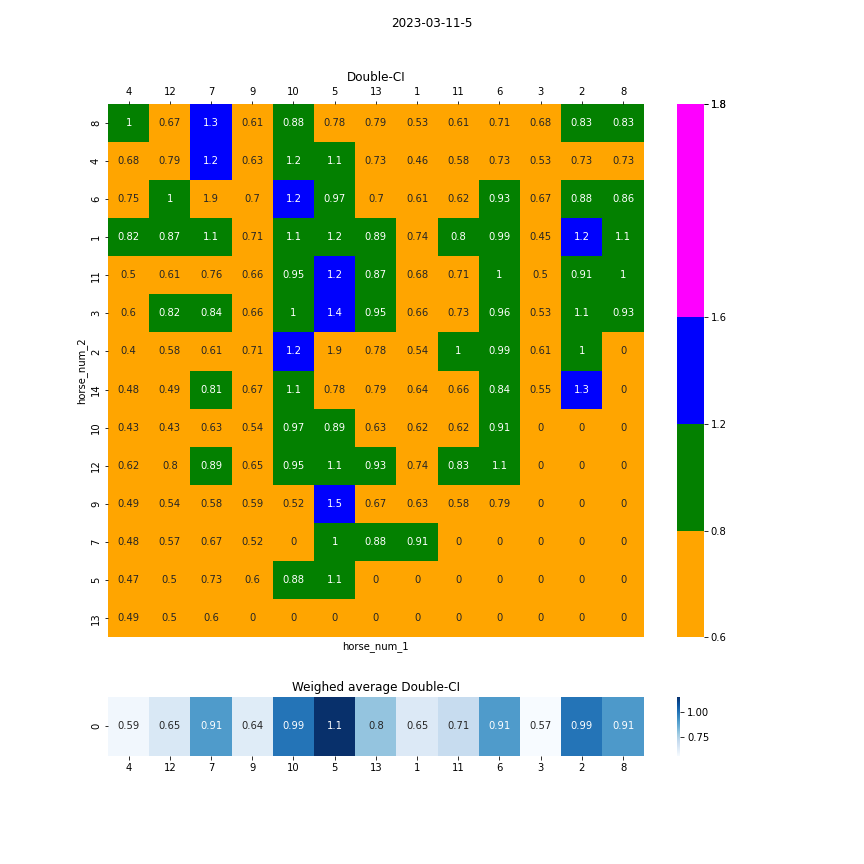 2023-03-11-5
Double-CI
4 12 7 9 10 5 13 1 11 6 3 2 8
8 1 0.67 1.3 0.61 0.88 0.78 0.79 0.53 0.61 0.71 0.68 0.83 0.83
4 0.68 0.79 1.2 0.63 1.2 1.1 0.73 0.46 0.58 0.73 0.53 0.73 0.73
6 0.75 1 1.9 0.7 1.2 0.97 0.7 0.61 0.62 0.93 0.67 0.88 0.86
1 0.82 0.87 1.1 0.71 1.1 1.2 0.89 0.74 0.8 0.99 0.45 1.2 1.1
11 0.5 0.61 0.76 0.66 0.95 1.2 0.87 0.68 0.71 1 0.5 0.91 1
3 0.6 0.82 0.84 0.66 1 1.4 0.95 0.66 0.73 0.96 0.53 1.1 0.93
2 0.4 0.58 0.61 0.71 1.2 1.9 0.78 0.54 1 0.99 0.61 1 0
14 0.48 0.49 0.81 0.67 1.1 0.78 0.79 0.64 0.66 0.84 0.55 1.3 0
10 0.43 0.43 0.63 0.54 0.97 0.89 0.63 0.62 0.62 0.91 0 0 0
12 0.62 0.8 0.89 0.65 0.95 1.1 0.93 0.74 0.83 1.1 0 0 0
9 0.49 0.54 0.58 0.59 0.52 1.5 0.67 0.63 0.58 0.79 0 0 0
7 0.48 0.57 0.67 0.52 0 1 0.88 0.91 0 0 0 0 0
5 0.47 0.5 0.73 0.6 0.88 1.1 0 0 0 0 0 0 0
13 0.49 0.5 0.6 0 0 0 0 0 0 0 0 0 0
horse_num_2
horse_num_1
1.8
1.6
1.2
0.8
0.6
Weighed average Double-CI
0 0.59 0.65 0.91 0.64 0.99 1.1 0.8 0.65 0.71 0.91 0.57 0.99 0.91
4 12 7 9 10 5 13 1 11 6 3 2 8
1.00
0.75